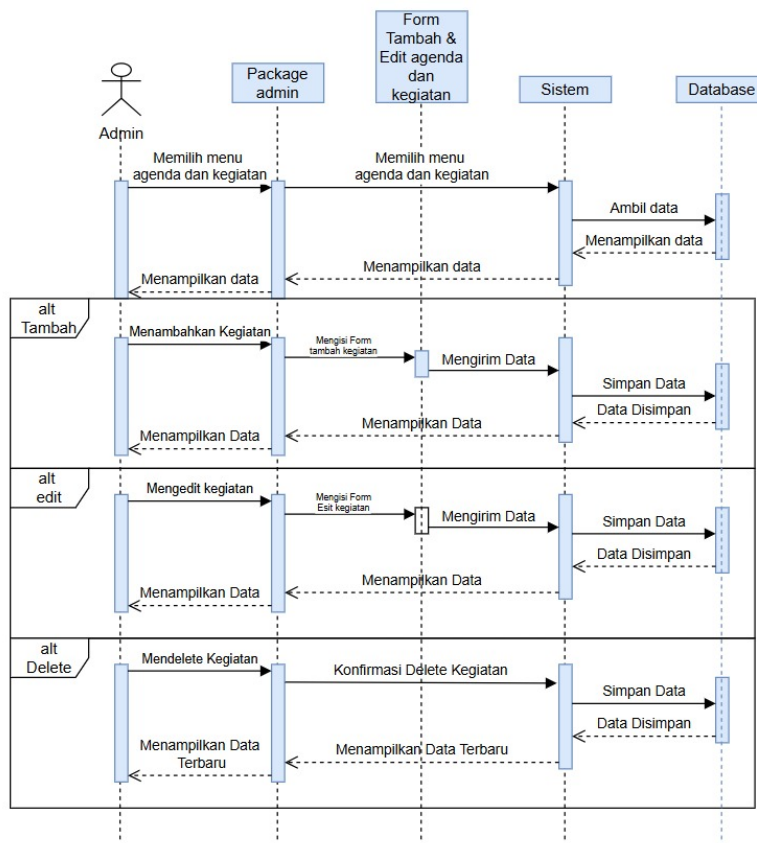 Form
Tambah &
Edit agenda
dan
kegiatan
Package
admin
Sistem
Database
Admin
Memilih menu
agenda dan kegiatan
Memilih menu
agenda dan kegiatan
Ambil data
Menampilkan data
Menampilkan data
Menampilkan data
alt
Tambah
Menambahkan Kegiatan
Mengisi Form
tambah kegiatan
Mengirim Data
Simpan Data
Data Disimpan
Menampilkan Data
Menampilkan Data
alt
edit
Mengedit kegiatan
Mengisi Form
Esit kegiatan
Mengirim Data
Simpan Data
Data Disimpan
Menampilkan Data
Menampilkan Data
alt
Delete
Mendelete Kegiatan
Konfirmasi Delete Kegiatan
Simpan Data
Data Disimpan
Menampilkan Data
Terbaru
Menampilkan Data Terbaru